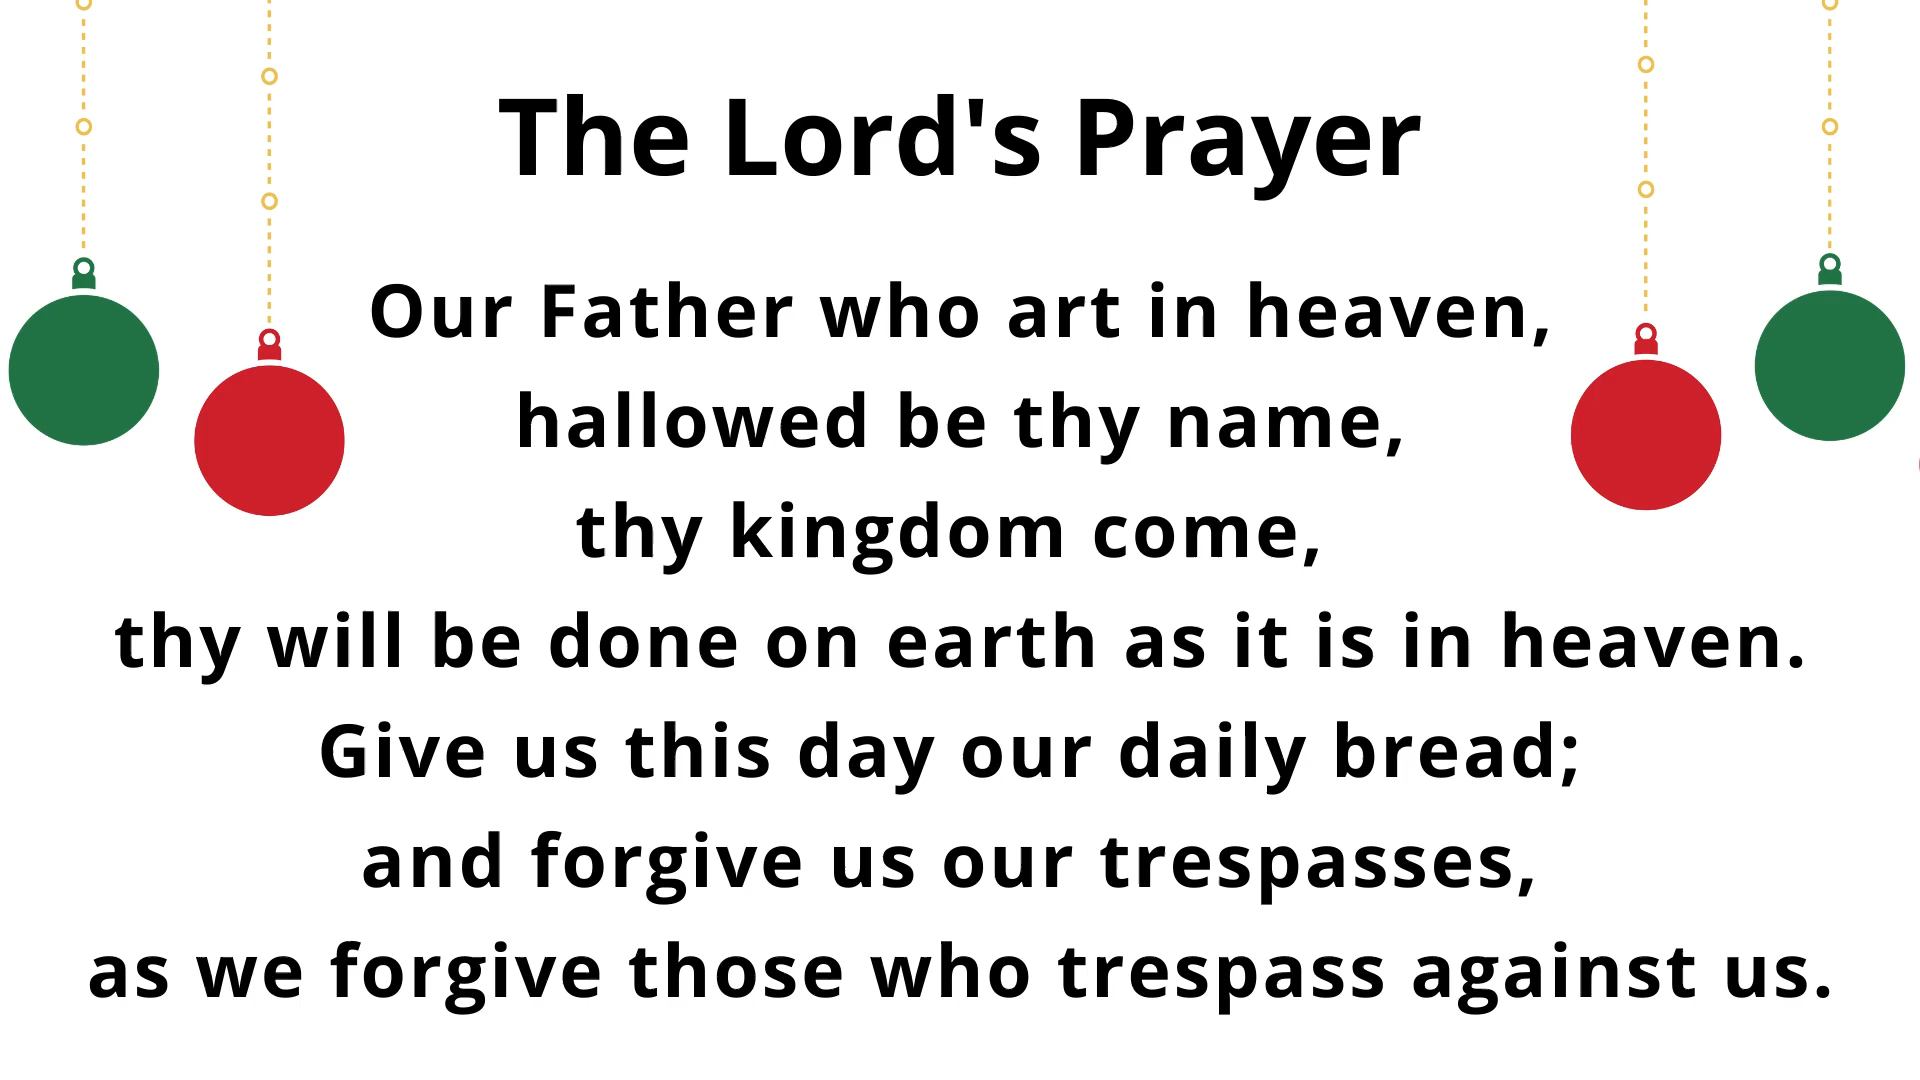 The Lord's Prayer
Our Father who art in heaven,
hallowed be thy name,
thy kingdom come,
thy will be done on earth as it is in heaven.
Give us this day our daily bread;
and forgive us our trespasses,
as we forgive those who trespass against us.